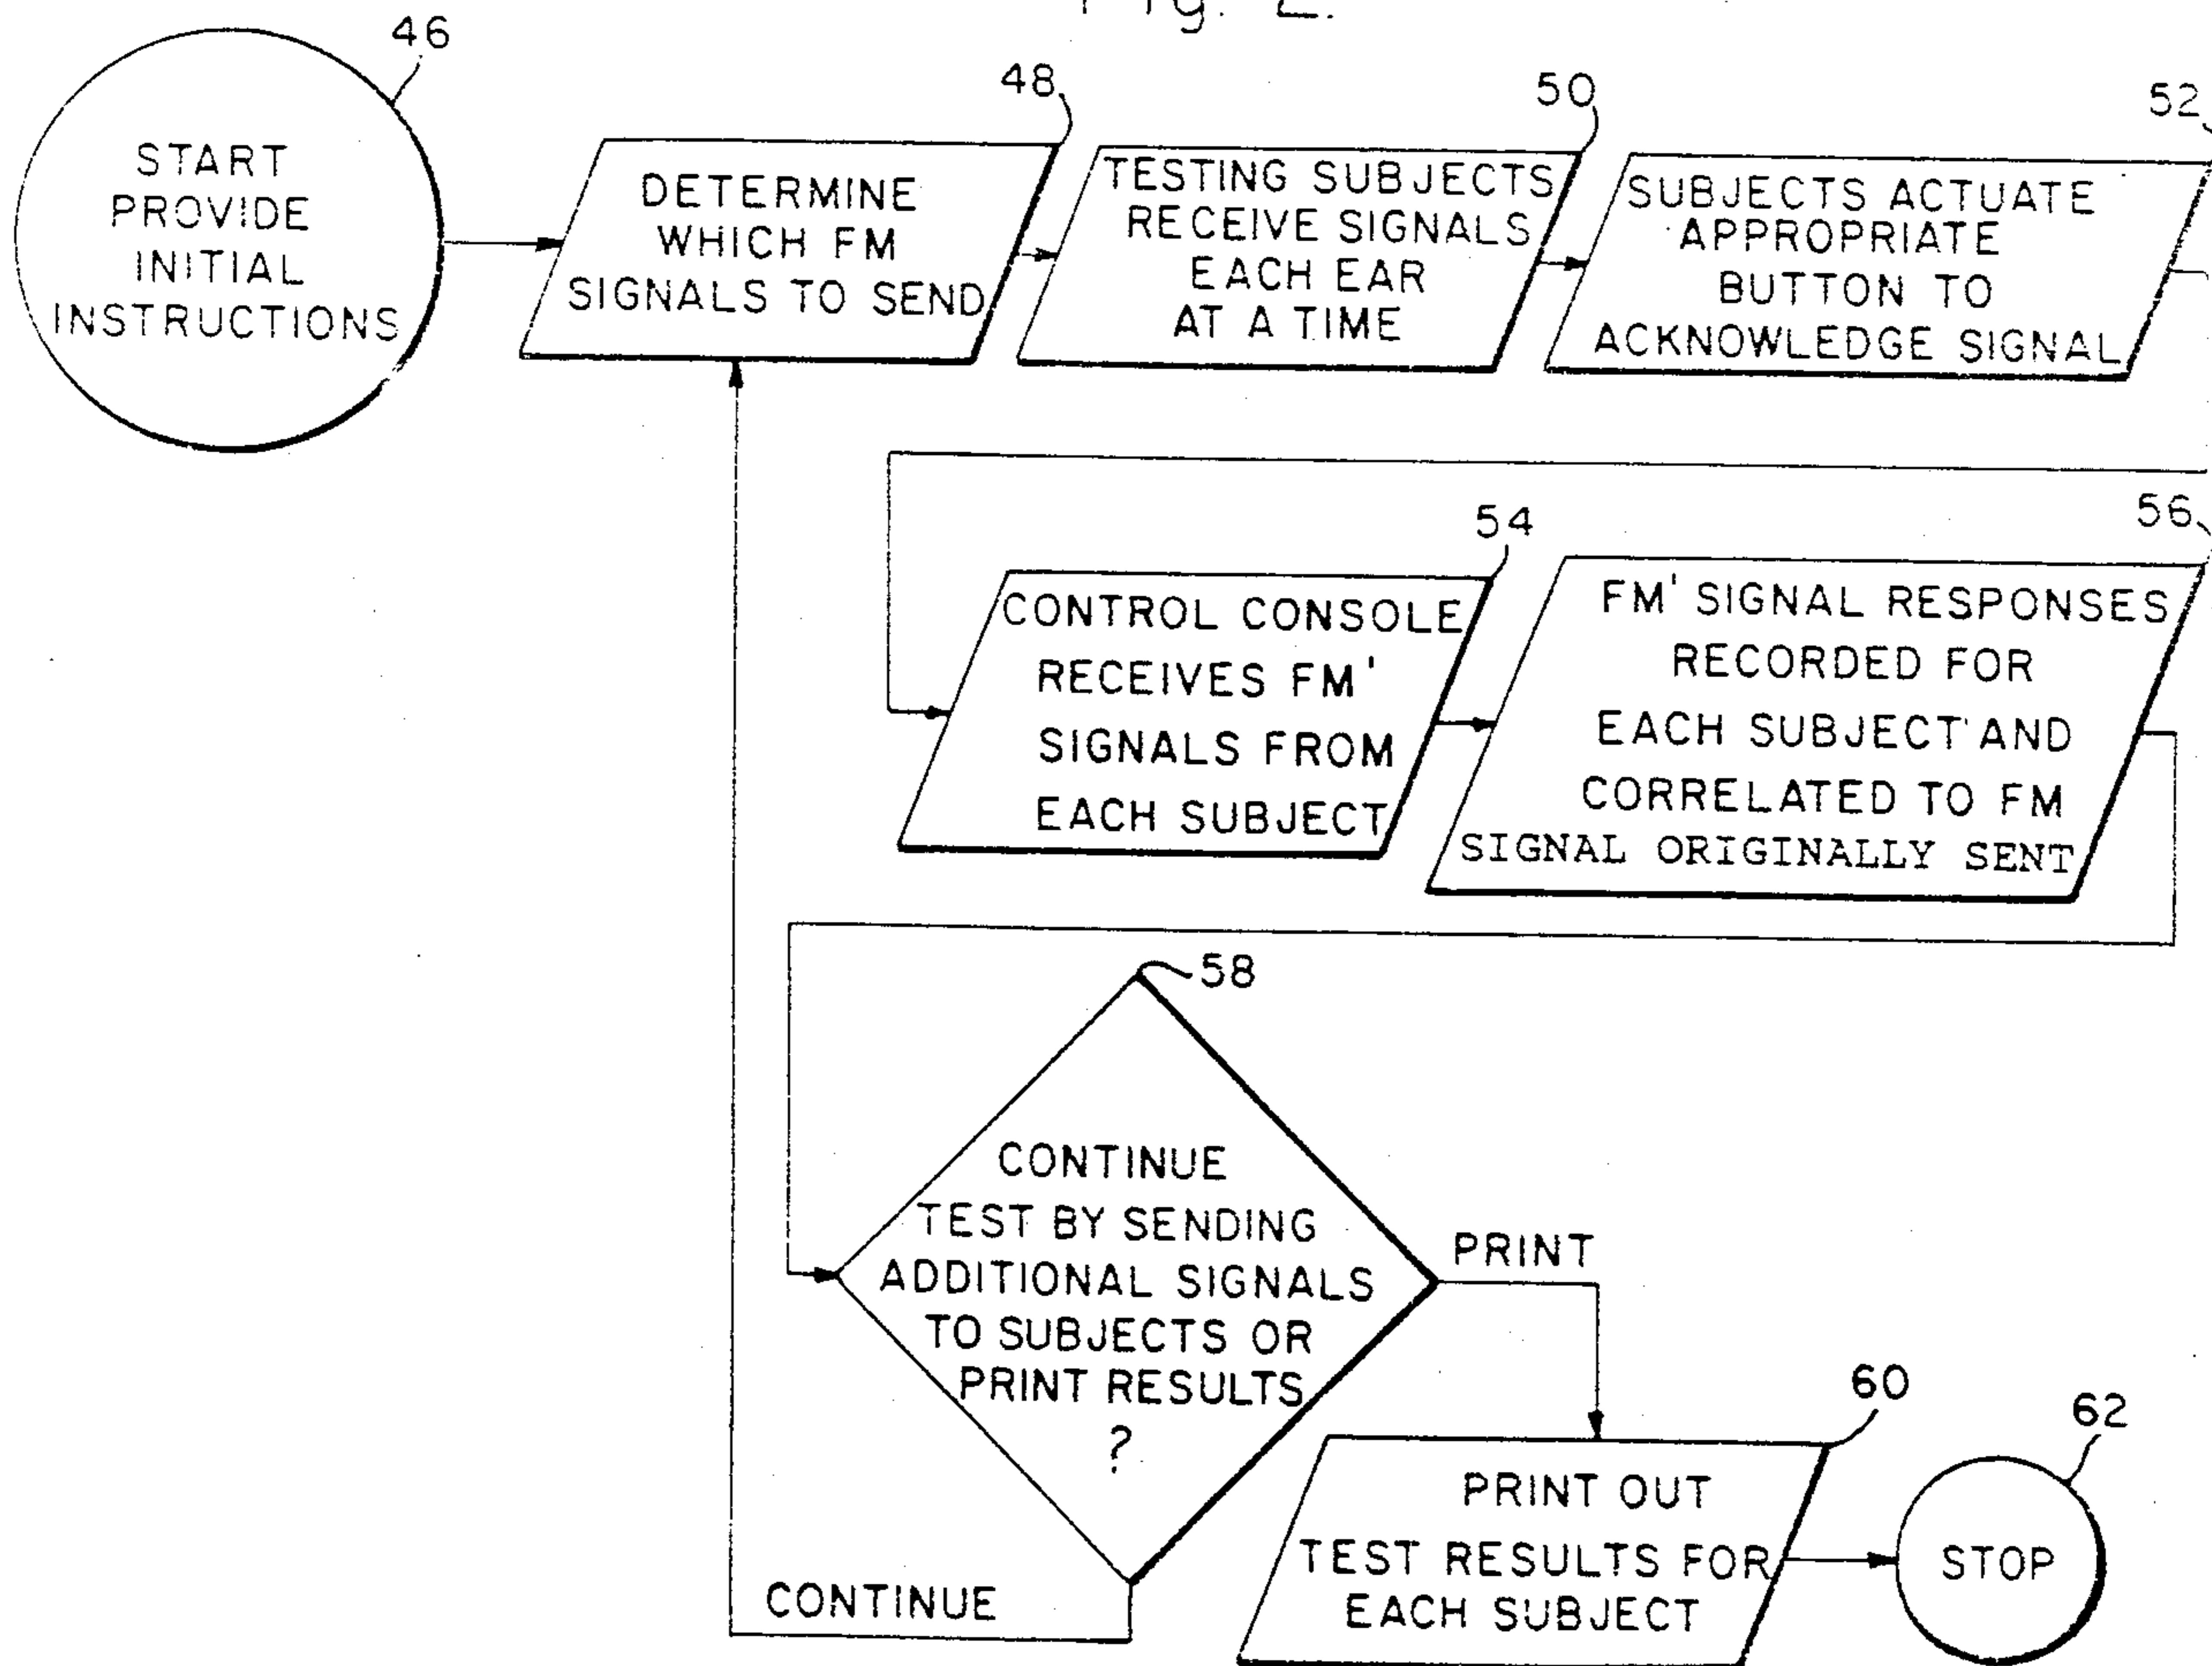 Fig. 2.
46
START
PROVIDE
INITIAL
INSTRUCTIONS
48
DETERMINE
WHICH FM
SIGNALS TO SEND
50
TESTING SUBJECTS
RECEIVE SIGNALS
EACH EAR
AT A TIME
52
SUBJECTS ACTUATE
APPROPRIATE
BUTTON TO
ACKNOWLEDGE SIGNAL
54
CONTROL CONSOLE
RECEIVES FM'
SIGNALS FROM
EACH SUBJECT
56
FM' SIGNAL RESPONSES
RECORDED FOR
EACH SUBJECT AND
CORRELATED TO FM
SIGNAL ORIGINALLY SENT
58
CONTINUE
TEST BY SENDING
ADDITIONAL SIGNALS
TO SUBJECTS OR
PRINT RESULTS
?
PRINT
CONTINUE
60
PRINT OUT
TEST RESULTS FOR
EACH SUBJECT
62
STOP